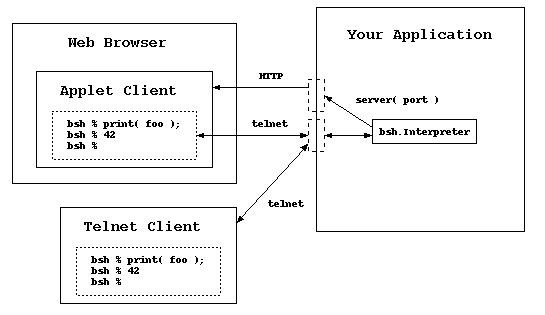 Web Browser
Applet Client
bsh % print( foo );
bsh % 42
bsh %
HTTP
telnet
Your Application
server( port )
bsh.Interpreter
telnet
Telnet Client
bsh % print( foo );
bsh % 42
bsh %